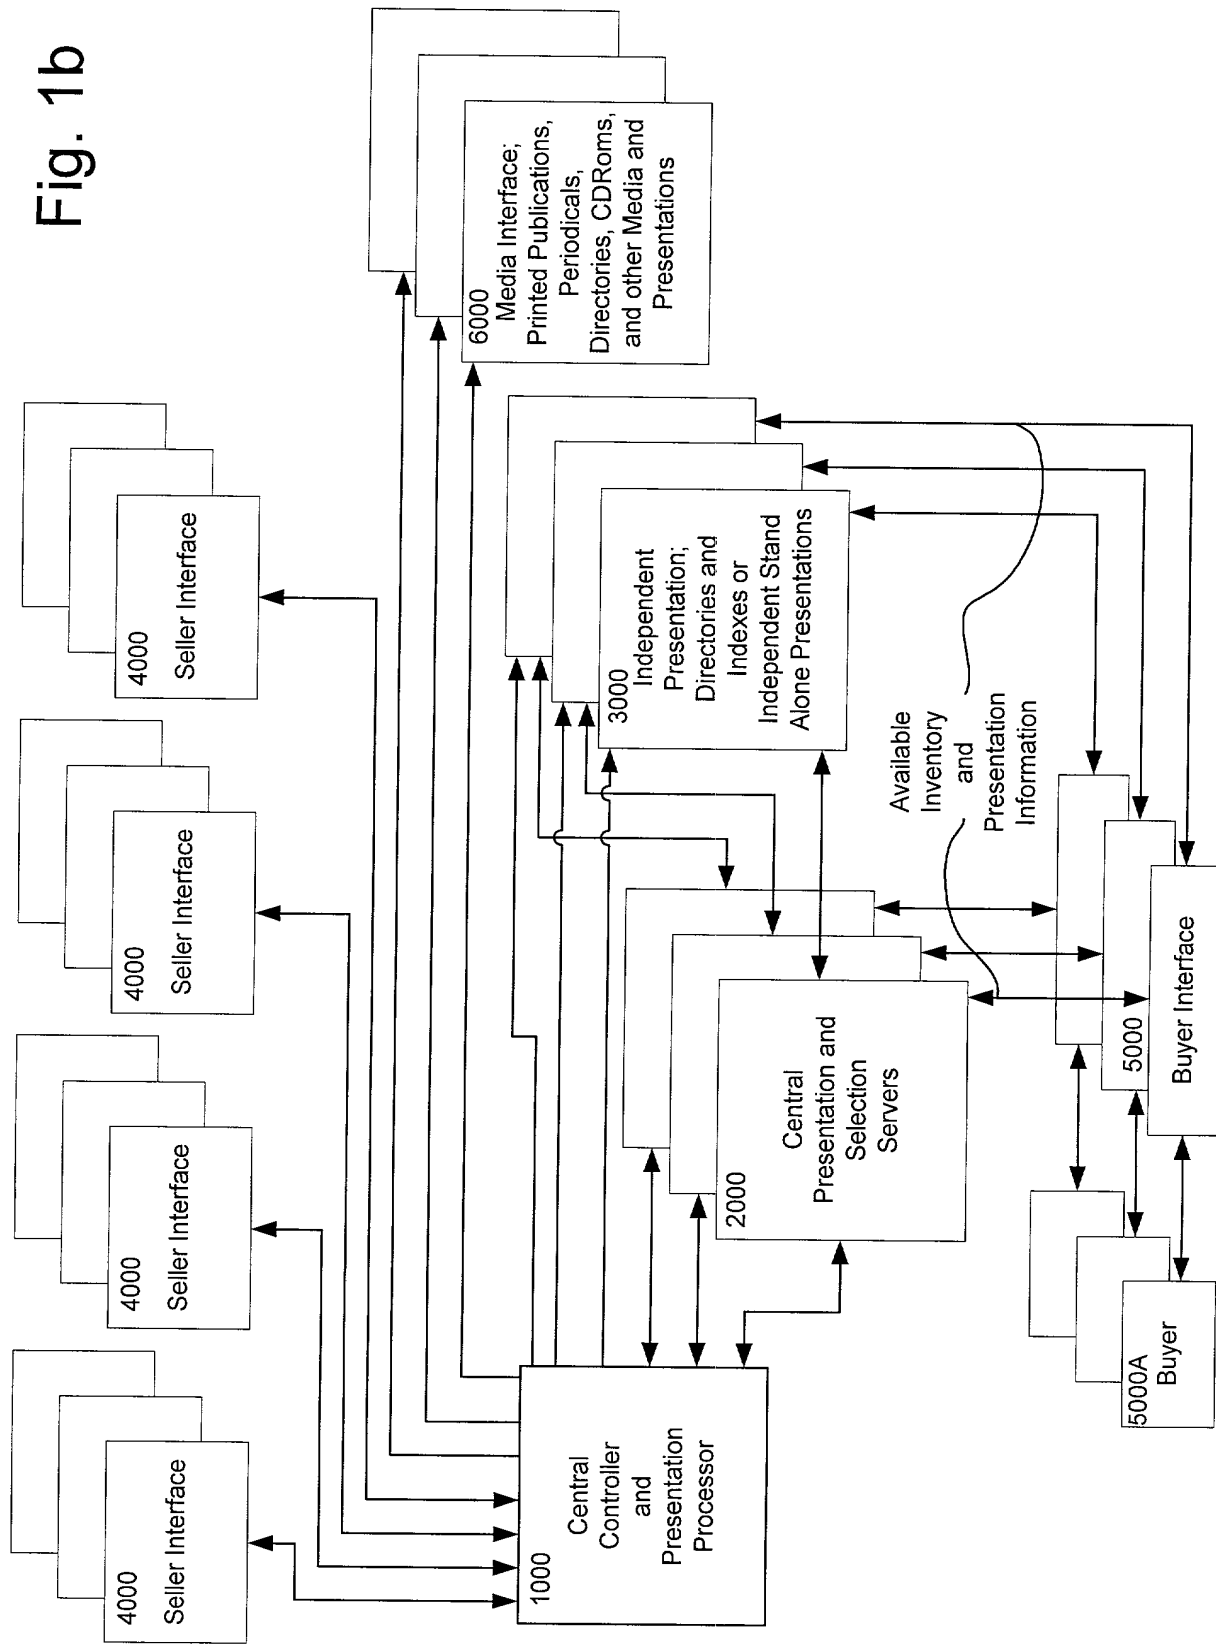 Fig. 1b
4000
Seller Interface
4000
Seller Interface
4000
Seller Interface
4000
Seller Interface
6000
Media Interface;
Printed Publications,
Periodicals,
Directories, CDRoms,
and other Media and
Presentations
3000
Independent
Presentation;
Directories and
Indexes or
Independent Stand
Alone Presentations
1000
Central
Controller
and
Presentation
Processor
2000
Central
Presentation and
Selection
Servers
Available
Inventory
and
Presentation
Information
5000
Buyer Interface
5000A
Buyer